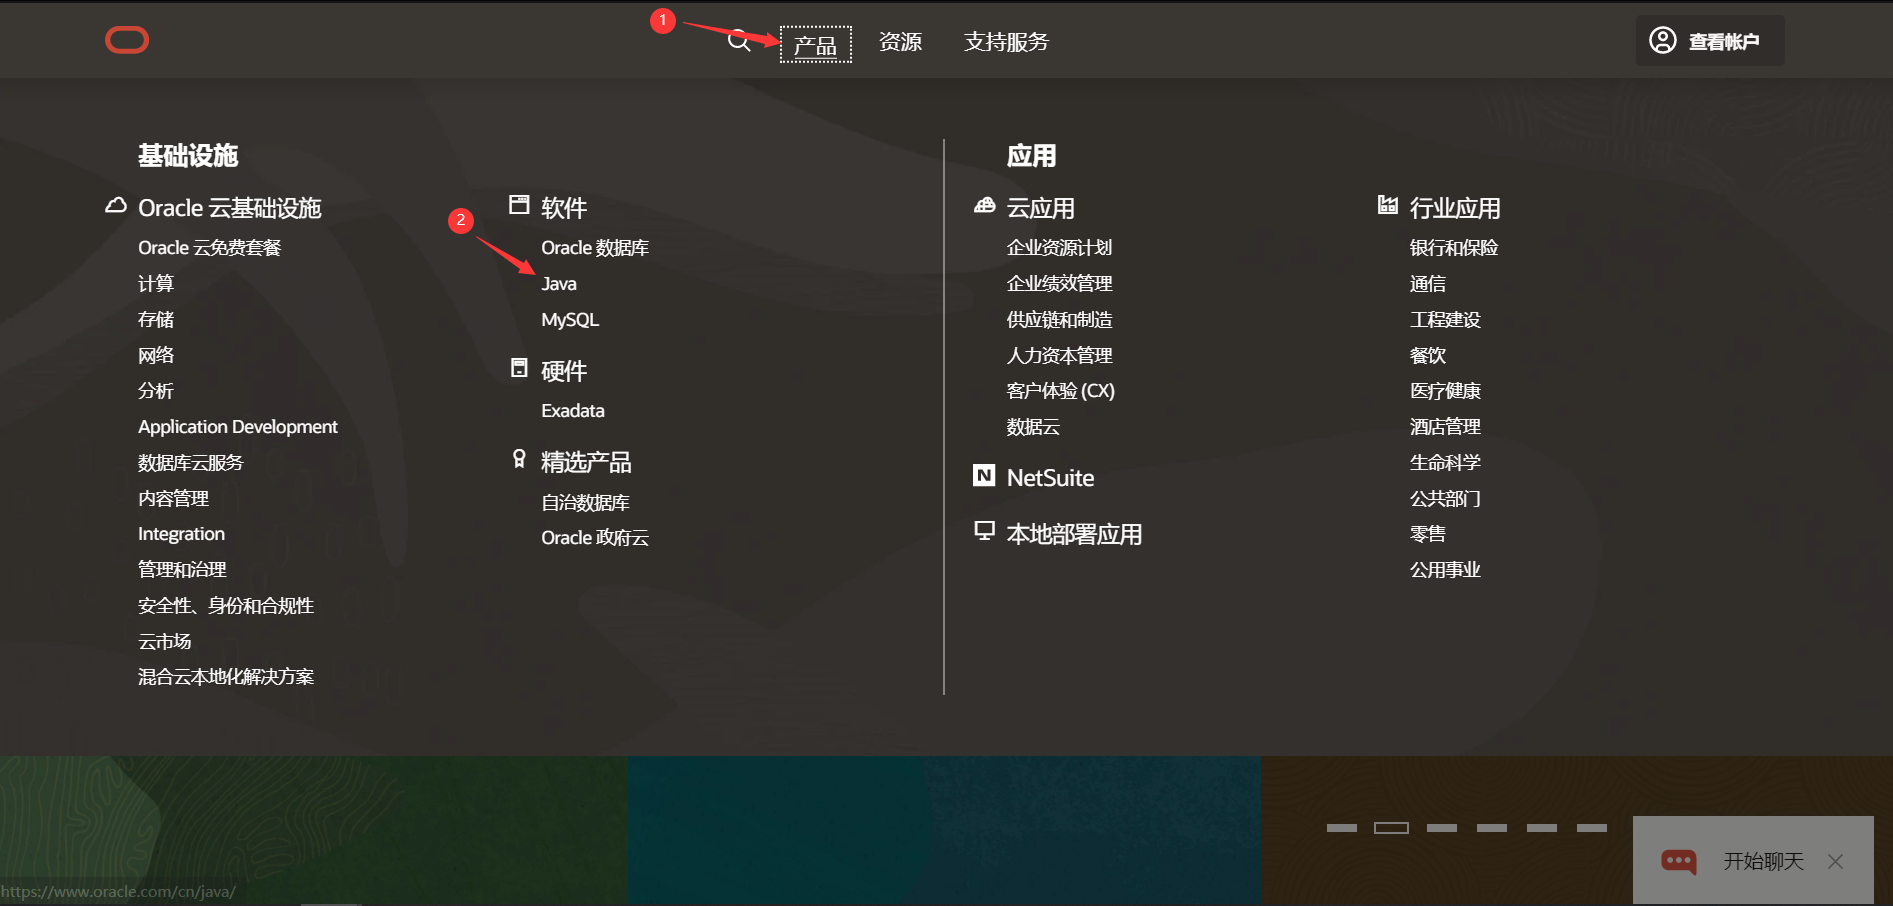 1
产品
资源
支持服务
查看帐户
基础设施
Oracle 云基础设施
Oracle 云免费套餐
计算
存储
网络
分析
Application Development
数据库云服务
内容管理
Integration
管理和治理
安全性、身份和合规性
云市场
混合云本地化解决方案
2
软件
Oracle 数据库
Java
MySQL
硬件
Exadata
精选产品
自治数据库
Oracle 政府云
应用
云应用
企业资源计划
企业绩效管理
供应链和制造
人力资本管理
客户体验 (CX)
数据云
N NetSuite
本地部署应用
行业应用
银行和保险
通信
工程建设
餐饮
医疗健康
酒店管理
生命科学
公共部门
零售
公用事业
开始聊天
https://www.oracle.com/cn/java/